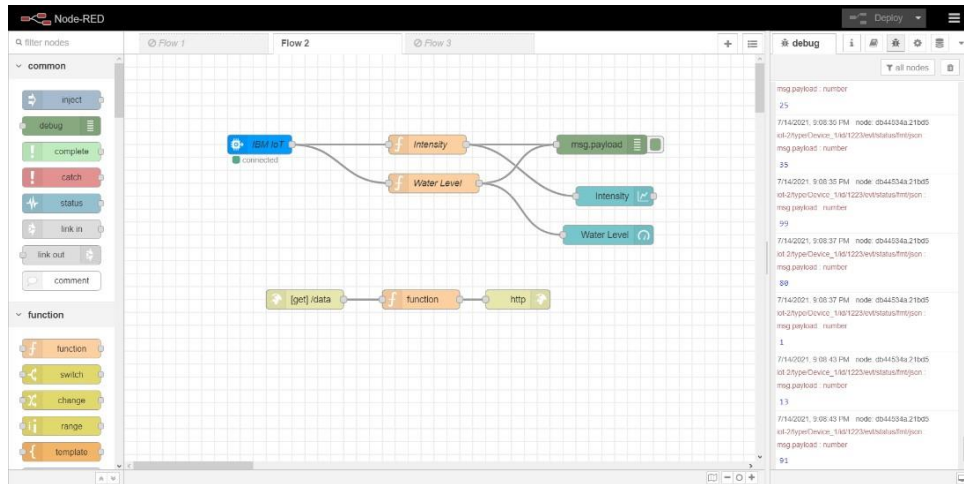 Node-RED
Deploy
filter nodes
Flow 1
Flow 2
Flow 3
debug
i
all nodes
common
inject
debug
complete
catch
status
link in
link out
comment
function
function
switch
change
range
template
IBM IoT
connected
Intensity
Water Level
msg.payload
Intensity
Water Level
[get] /data
function
http
msg.payload : number
25
7/14/2021, 9:08:35 PM node: db44534a.21bd5
iot-2/type/Device_1/id/1223/evt/status/fmt/json :
msg.payload : number
35
7/14/2021, 9:08:35 PM node: db44534a.21bd5
iot-2/type/Device_1/id/1223/evt/status/fmt/json :
msg.payload : number
99
7/14/2021, 9:08:37 PM node: db44534a.21bd5
iot-2/type/Device_1/id/1223/evt/status/fmt/json :
msg.payload : number
80
7/14/2021, 9:08:37 PM node: db44534a.21bd5
iot-2/type/Device_1/id/1223/evt/status/fmt/json :
msg.payload : number
1
7/14/2021, 9:08:43 PM node: db44534a.21bd5
iot-2/type/Device_1/id/1223/evt/status/fmt/json :
msg.payload : number
13
7/14/2021, 9:08:43 PM node: db44534a.21bd5
iot-2/type/Device_1/id/1223/evt/status/fmt/json :
msg.payload : number
91